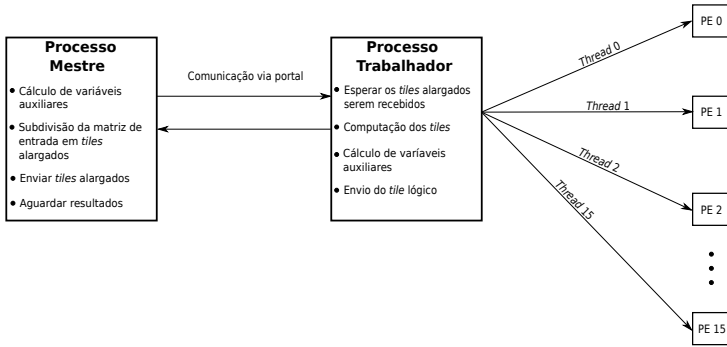 Processo
Mestre
• Cálculo de variáveis
auxiliares
• Subdivisão da matriz de
entrada em tiles
alargados
• Enviar tiles alargados
• Aguardar resultados
Comunicação via portal
Processo
Trabalhador
• Esperar os tiles alargados
serem recebidos
• Computação dos tiles
• Cálculo de varíaveis
auxiliares
• Envio do tile lógico
Thread 0
Thread 1
Thread 2
Thread 15
PE 0
PE 1
PE 2
PE 15